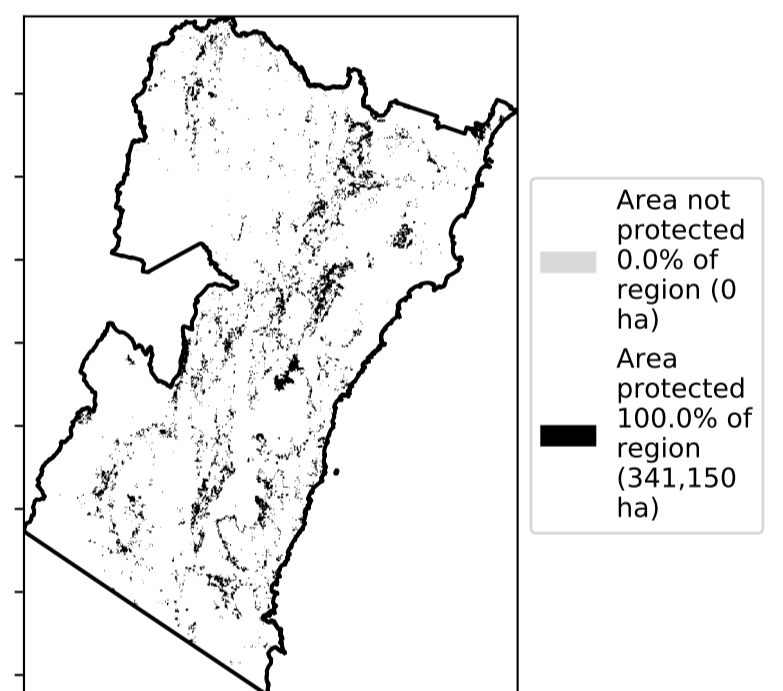 Area not
protected
0.0% of
region (0
ha)
Area
protected
100.0% of
region
(341,150
ha)